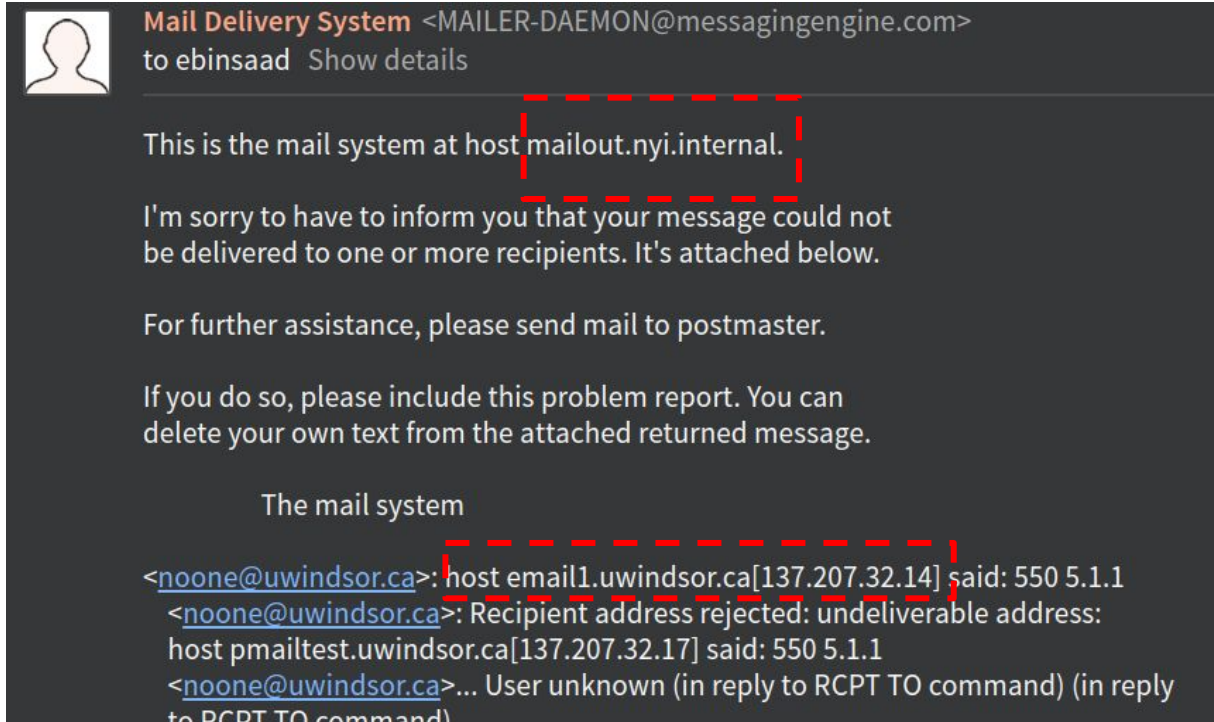 Mail Delivery System <MAILER-DAEMON@messagingengine.com>
to ebinsaad Show details
This is the mail system at host mailout.nyi.internal.
I'm sorry to have to inform you that your message could not
be delivered to one or more recipients. It's attached below.
For further assistance, please send mail to postmaster.
If you do so, please include this problem report. You can
delete your own text from the attached returned message.
The mail system
<noone@uwindsor.ca>: host email1.uwindsor.ca[137.207.32.14] said: 550 5.1.1
<noone@uwindsor.ca>: Recipient address rejected: undeliverable address:
host pmailtest.uwindsor.ca[137.207.32.17] said: 550 5.1.1
<noone@uwindsor.ca>... User unknown (in reply to RCPT TO command) (in reply
to RCPT TO command)